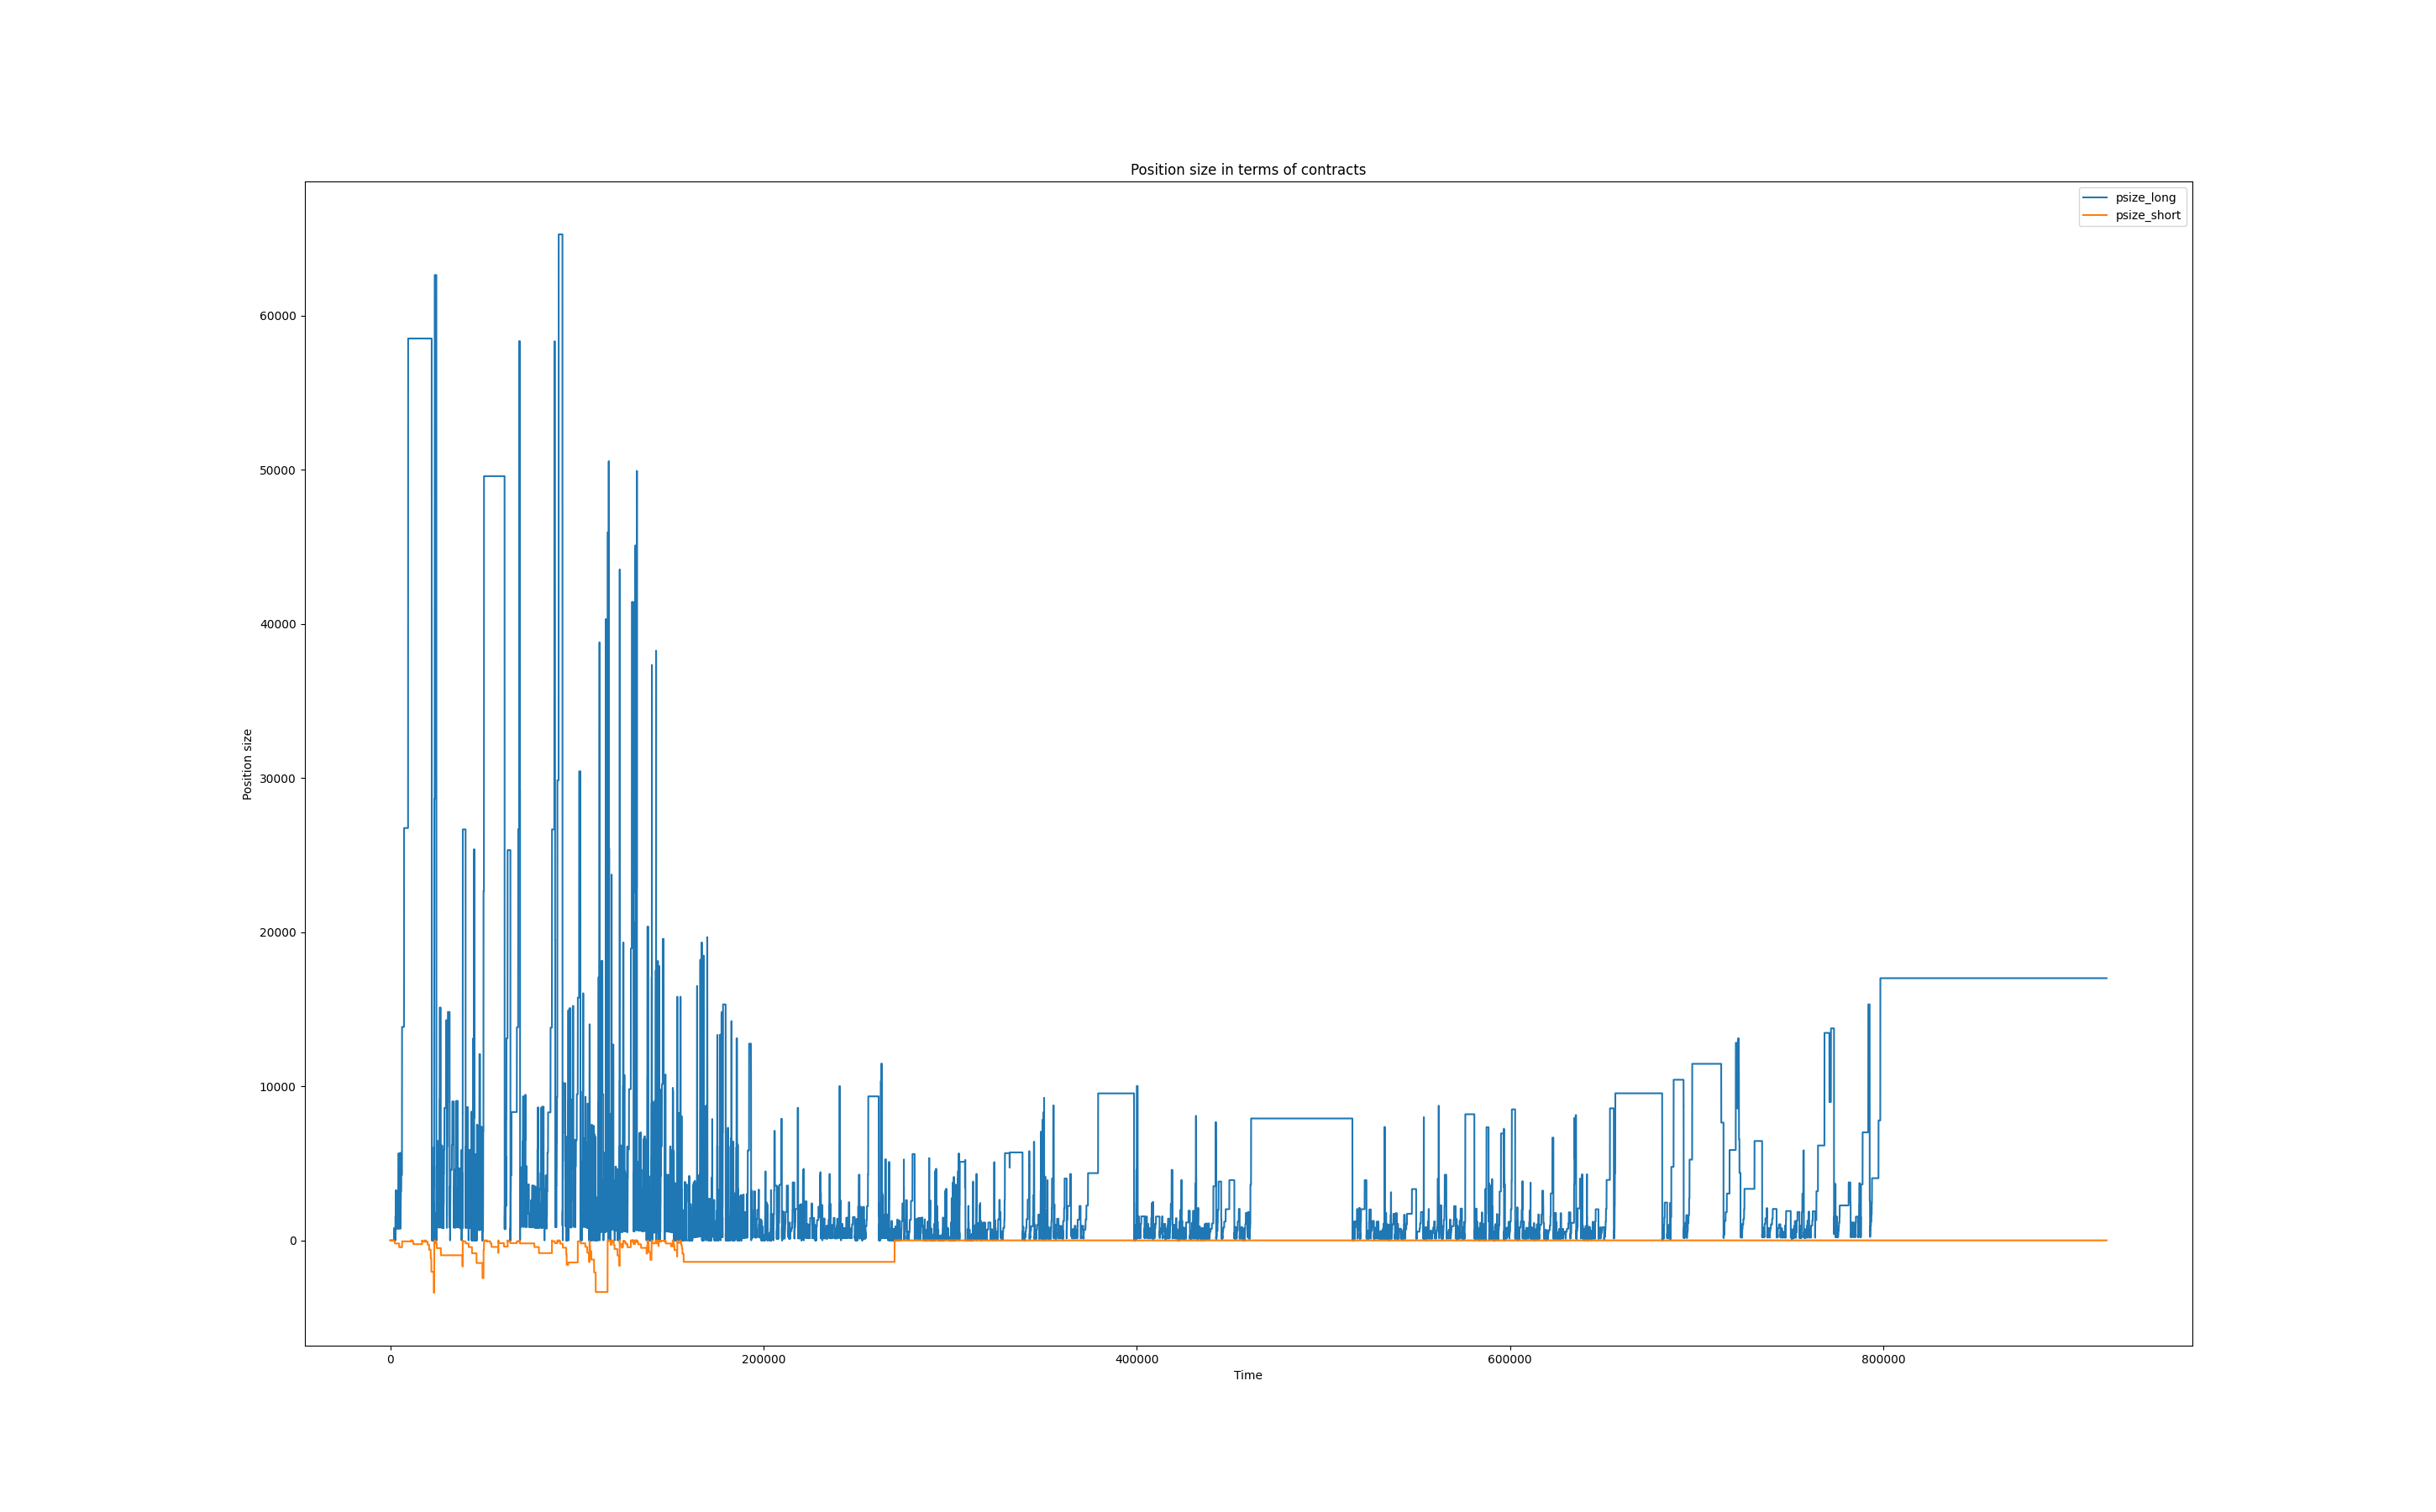 Position size in terms of contracts
psize_long
psize_short
60000
50000
40000
30000
20000
10000
0
Position size
0
200000
400000
600000
800000
Time